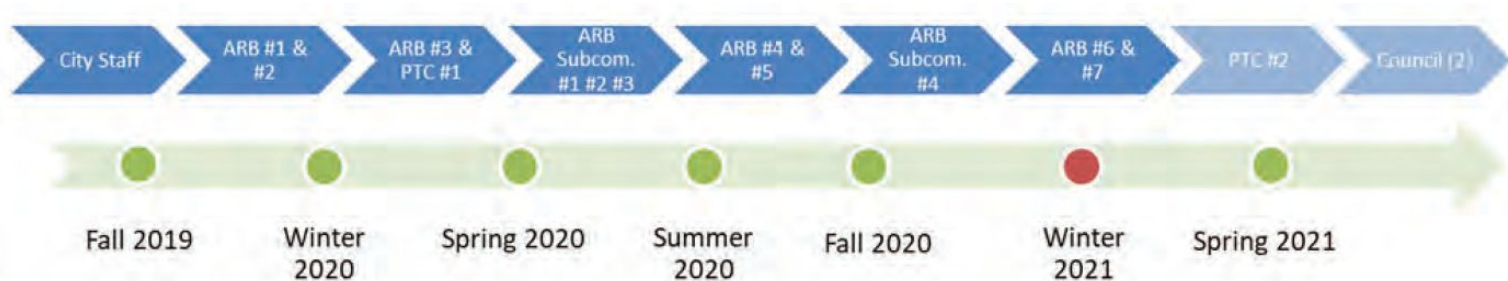 City Staff
ARB #1 &
#2
ARB #3 &
PTC #1
ARB
Subcom.
#1 #2 #3
ARB #4 &
#5
ARB
Subcom.
#4
ARB #6 &
#7
PTC #2
Council (2)
Fall 2019
Winter
2020
Spring 2020
Summer
2020
Fall 2020
Winter
2021
Spring 2021